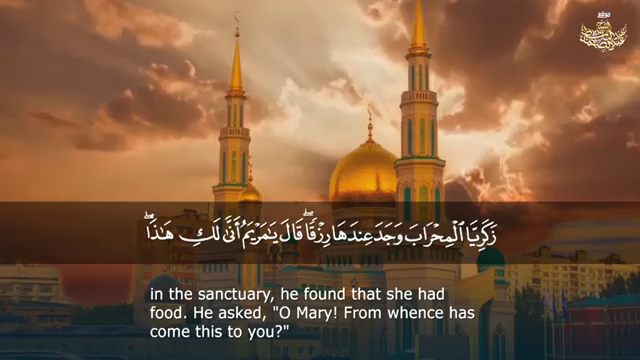 زَكَرِيَّا ٱلْمِحْرَابَ وَجَدَ عِندَهَا رِزْقًاۖ قَالَ يَـٰمَرْيَمُ أَنَّىٰ لَكِ هَـٰذَاۖ
in the sanctuary, he found that she had
food. He asked, "O Mary! From whence has
come this to you?"